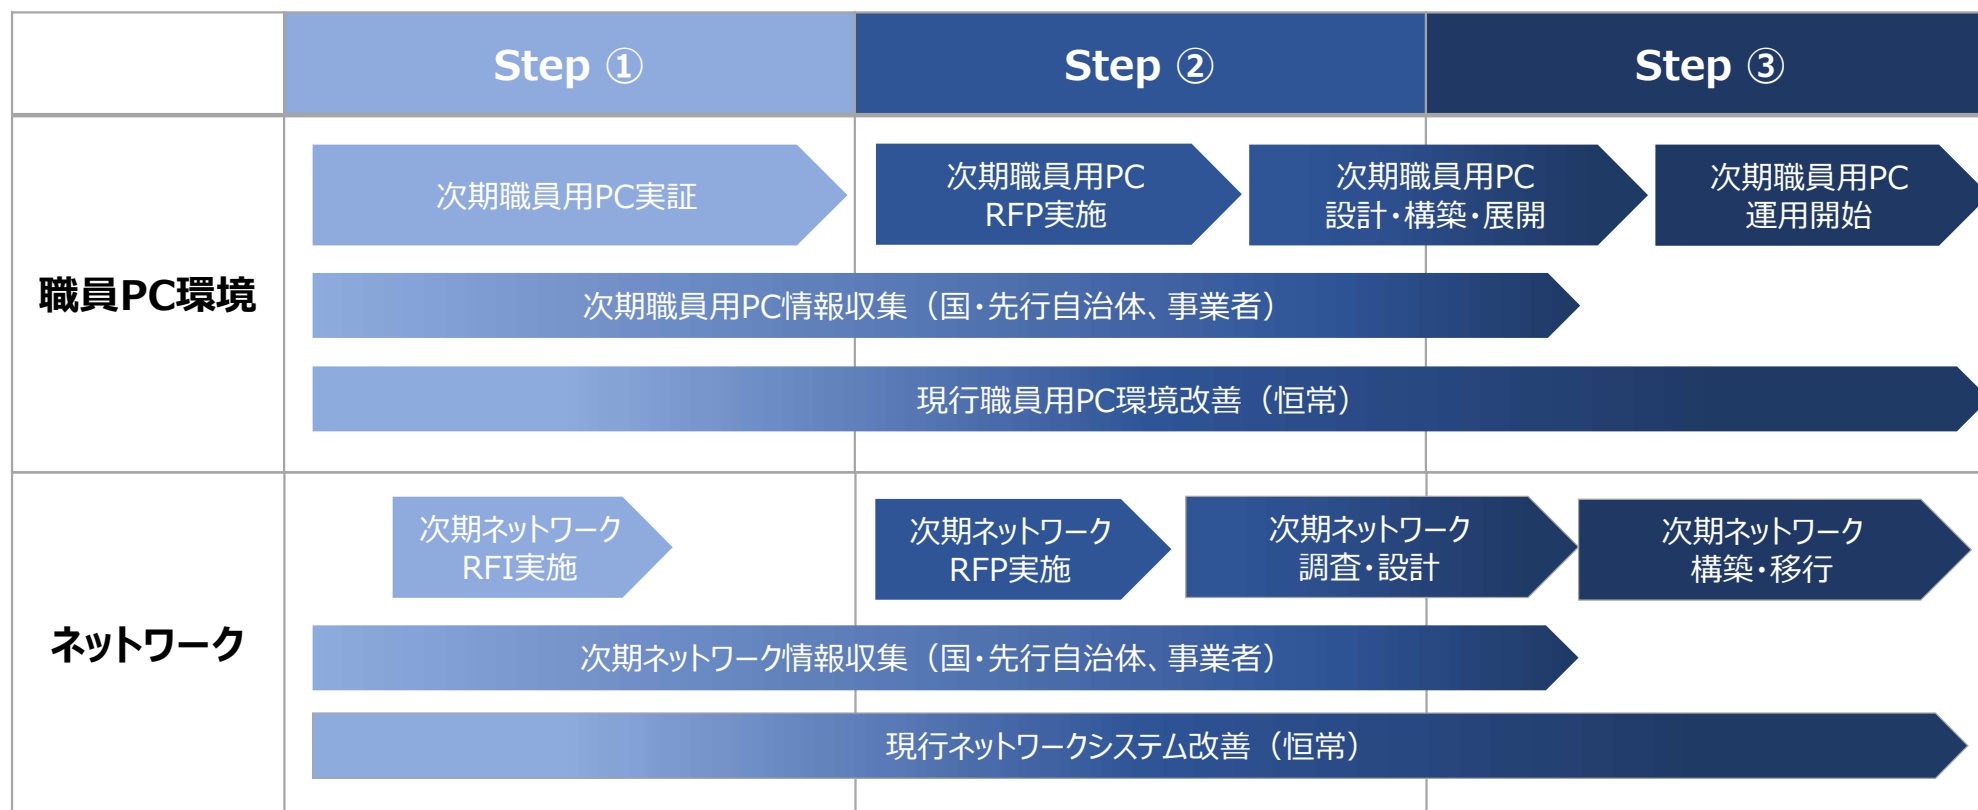 Step ①
Step ②
Step ③
職員PC環境
次期職員用PC実証
次期職員用PC
RFP実施
次期職員用PC
設計・構築・展開
次期職員用PC
運用開始
次期職員用PC情報収集（国・先行自治体、事業者）
現行職員用PC環境改善（恒常）
ネットワーク
次期ネットワーク
RFI実施
次期ネットワーク
RFP実施
次期ネットワーク
調査・設計
次期ネットワーク
構築・移行
次期ネットワーク情報収集（国・先行自治体、事業者）
現行ネットワークシステム改善（恒常）